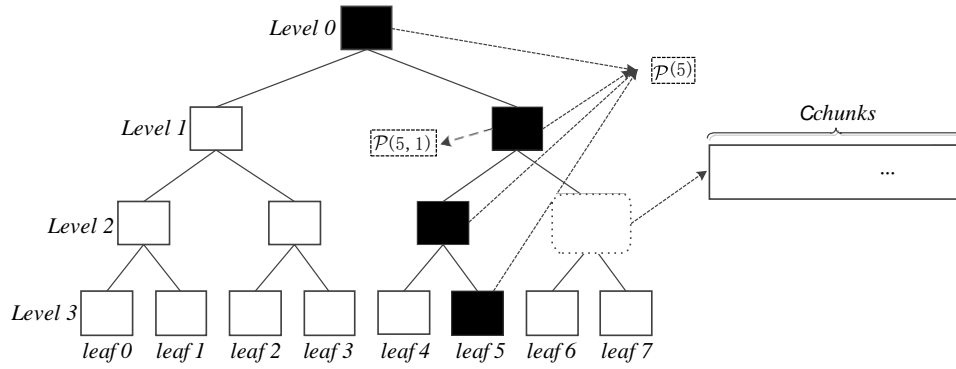 Level 0
𝒫(5)
Level 1
𝒫(5, 1)
Cchunks
...
Level 2
Level 3
leaf 0 leaf 1 leaf 2 leaf 3 leaf 4 leaf 5 leaf 6 leaf 7